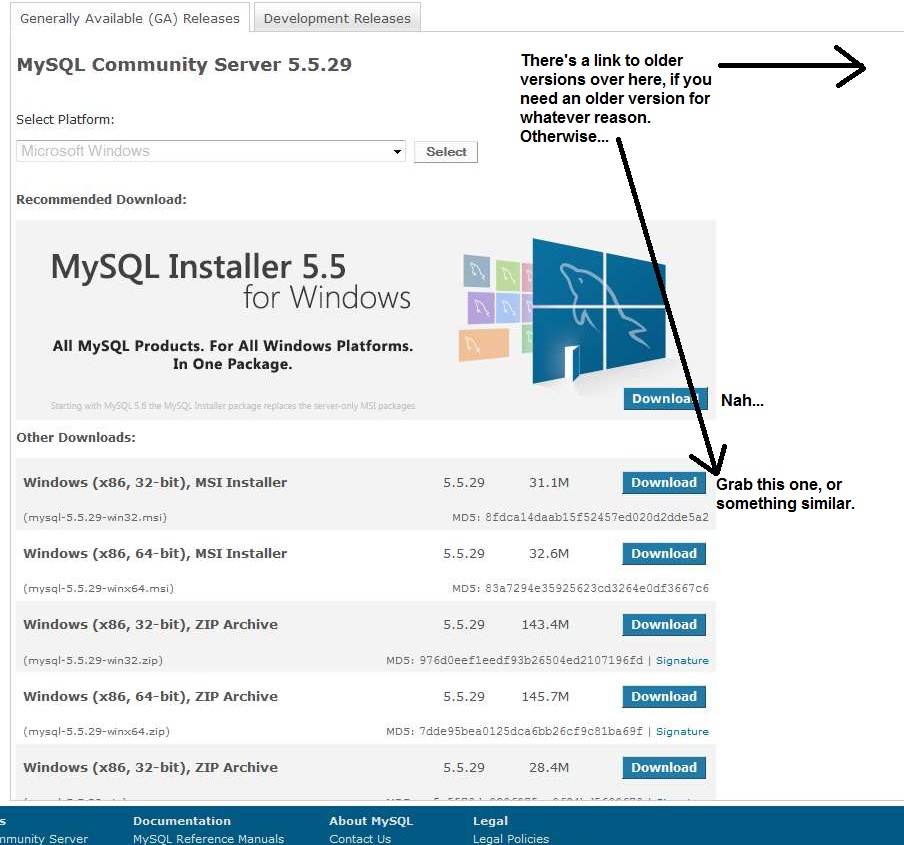 Generally Available (GA) Releases
Development Releases
MySQL Community Server 5.5.29
There's a link to older
versions over here, if you
need an older version for
whatever reason.
Otherwise...
Select Platform:
Microsoft Windows
Select
Recommended Download:
MySQL Installer 5.5
for Windows
All MySQL Products. For All Windows Platforms.
In One Package.
Starting with MySQL 5.6 the MySQL Installer package replaces the server-only MSI packages.
Download
Nah...
Other Downloads:
Windows (x86, 32-bit), MSI Installer 5.5.29 31.1M Download
Grab this one, or
something similar.
(mysql-5.5.29-win32.msi) MD5: 8fdca14daab15f52457ed020d2dde5a2
Windows (x86, 64-bit), MSI Installer 5.5.29 32.6M Download
(mysql-5.5.29-winx64.msi) MD5: 83a7294e35925623cd3264e0df3667c6
Windows (x86, 32-bit), ZIP Archive 5.5.29 143.4M Download
(mysql-5.5.29-win32.zip) MD5: 976d0eef1eedf93b26504ed2107196fd | Signature
Windows (x86, 64-bit), ZIP Archive 5.5.29 145.7M Download
(mysql-5.5.29-winx64.zip) MD5: 7dde95bea0125dca6bb26cf9c81ba69f | Signature
Windows (x86, 32-bit), ZIP Archive 5.5.29 28.4M Download
Documentation About MySQL Legal
mmunity Server MySQL Reference Manuals Contact Us Legal Policies